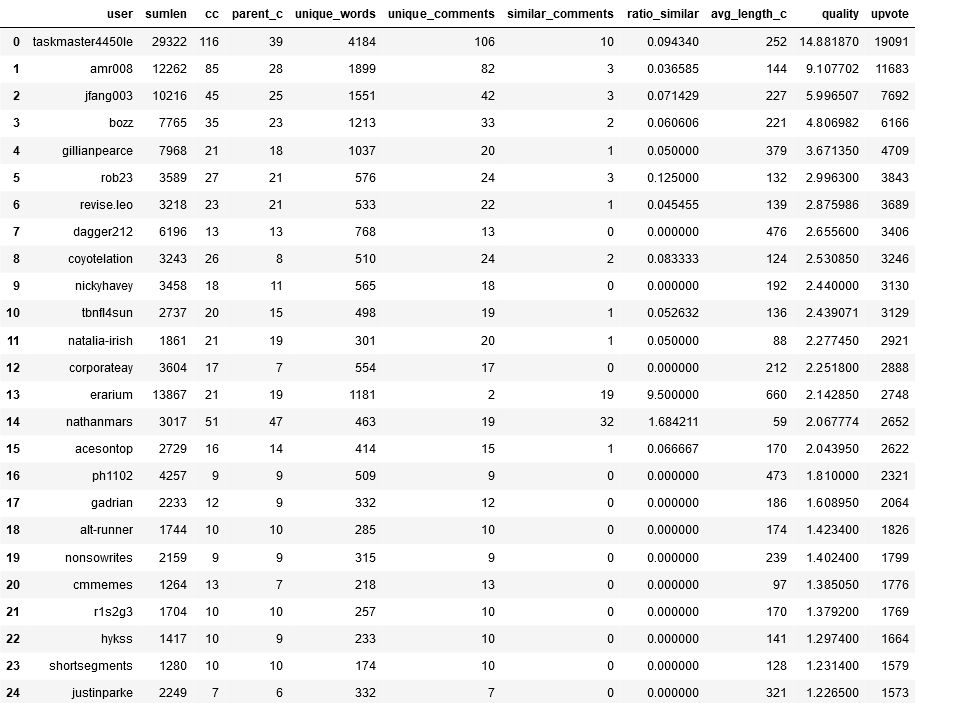 user sumlen cc parent_c unique_words unique_comments similar_comments ratio_similar avg_length_c quality upvote
0 taskmaster4450le 29322 116 39 4184 106 10 0.094340 252 14.881870 19091
1 amr008 12262 85 28 1899 82 3 0.036585 144 9.107702 11683
2 jfang003 10216 45 25 1551 42 3 0.071429 227 5.996507 7692
3 bozz 7765 35 23 1213 33 2 0.060606 221 4.806982 6166
4 gillianpearce 7968 21 18 1037 20 1 0.050000 379 3.671350 4709
5 rob23 3589 27 21 576 24 3 0.125000 132 2.996300 3843
6 revise.leo 3218 23 21 533 22 1 0.045455 139 2.875986 3689
7 dagger212 6196 13 13 768 13 0 0.000000 476 2.655600 3406
8 coyotelation 3243 26 8 510 24 2 0.083333 124 2.530850 3246
9 nickyhavey 3458 18 11 565 18 0 0.000000 192 2.440000 3130
10 tbnfl4sun 2737 20 15 498 19 1 0.052632 136 2.439071 3129
11 natalia-irish 1861 21 19 301 20 1 0.050000 88 2.277450 2921
12 corporateay 3604 17 7 554 17 0 0.000000 212 2.251800 2888
13 erarium 13867 21 19 1181 2 19 9.500000 660 2.142850 2748
14 nathanmars 3017 51 47 463 19 32 1.684211 59 2.067774 2652
15 acesontop 2729 16 14 414 15 1 0.066667 170 2.043950 2622
16 ph1102 4257 9 9 509 9 0 0.000000 473 1.810000 2321
17 gadrian 2233 12 9 332 12 0 0.000000 186 1.608950 2064
18 alt-runner 1744 10 10 285 10 0 0.000000 174 1.423400 1826
19 nonsowrites 2159 9 9 315 9 0 0.000000 239 1.402400 1799
20 cmmemes 1264 13 7 218 13 0 0.000000 97 1.385050 1776
21 r1s2g3 1704 10 10 257 10 0 0.000000 170 1.379200 1769
22 hykss 1417 10 9 233 10 0 0.000000 141 1.297400 1664
23 shortsegments 1280 10 10 174 10 0 0.000000 128 1.231400 1579
24 justinparke 2249 7 6 332 7 0 0.000000 321 1.226500 1573